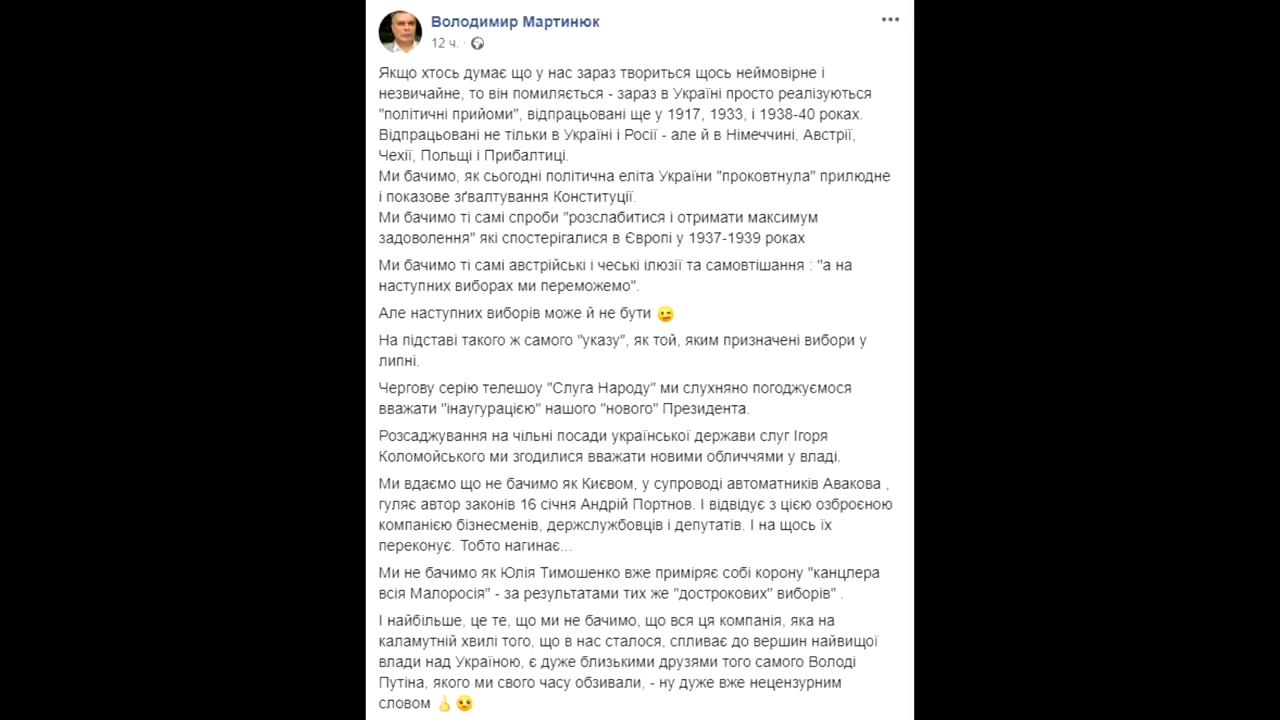 Володимир Мартинюк
12 ч. ·
Якщо хтось думає що у нас зараз твориться щось неймовірне і
незвичайне, то він помиляється - зараз в Україні просто реалізуються
"політичні прийоми", відпрацьовані ще у 1917, 1933, і 1938-40 роках.
Відпрацьовані не тільки в Україні і Росії - але й в Німеччині, Австрії,
Чехії, Польщі і Прибалтиці.
Ми бачимо, як сьогодні політична еліта України "проковтнула" прилюдне
і показове зґвалтування Конституції.
Ми бачимо ті самі спроби "розслабитися і отримати максимум
задоволення" які спостерігалися в Європі у 1937-1939 роках
Ми бачимо ті самі австрійські і чеські ілюзії та самовтішання : "а на
наступних виборах ми переможемо".
Але наступних виборів може й не бути 😉
На підставі такого ж самого "указу", як той, яким призначені вибори у
липні.
Чергову серію телешоу "Слуга Народу" ми слухняно погоджуємося
вважати "інаугурацією" нашого "нового" Президента.
Розсаджування на чільні посади української держави слуг Ігоря
Коломойського ми згодилися вважати новими обличчями у владі.
Ми вдаємо що не бачимо як Києвом, у супроводі автоматників Авакова ,
гуляє автор законів 16 січня Андрій Портнов. І відвідує з цією озброєною
компанією бізнесменів, держслужбовців і депутатів. І на щось їх
переконує. Тобто нагинає...
Ми не бачимо як Юлія Тимошенко вже приміряє собі корону "канцлера
всія Малоросія" - за результатами тих же "дострокових" виборів" .
І найбільше, це те, що ми не бачимо, що вся ця компанія, яка на
каламутній хвилі того, що в нас сталося, спливає до вершин найвищої
влади над Україною, є дуже близькими друзями того самого Володі
Путіна, якого ми свого часу обзивали, - ну дуже вже нецензурним
словом 👆😉